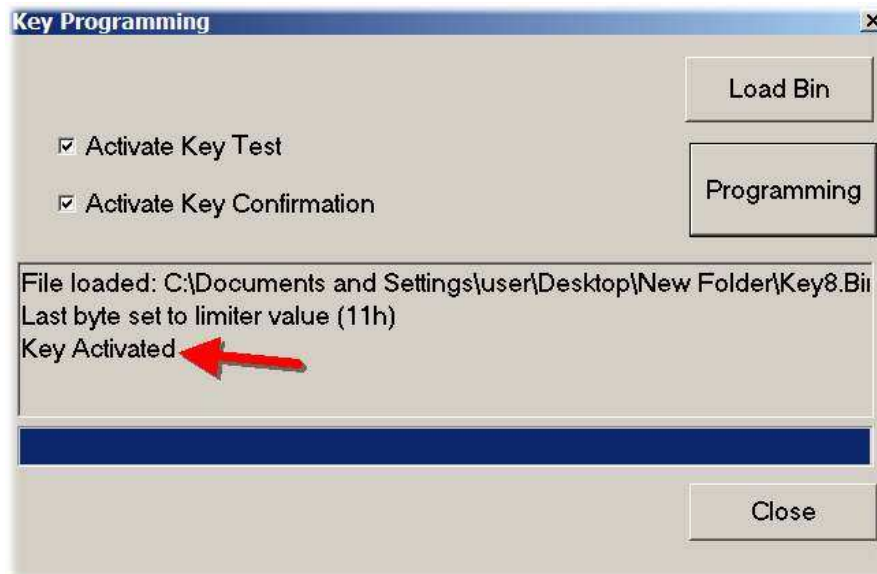 Key Programming
Load Bin
Activate Key Test
Programming
Activate Key Confirmation
File loaded: C:\Documents and Settings\user\Desktop\New Folder\Key8.Bin
Last byte set to limiter value (11h)
Key Activated
Close